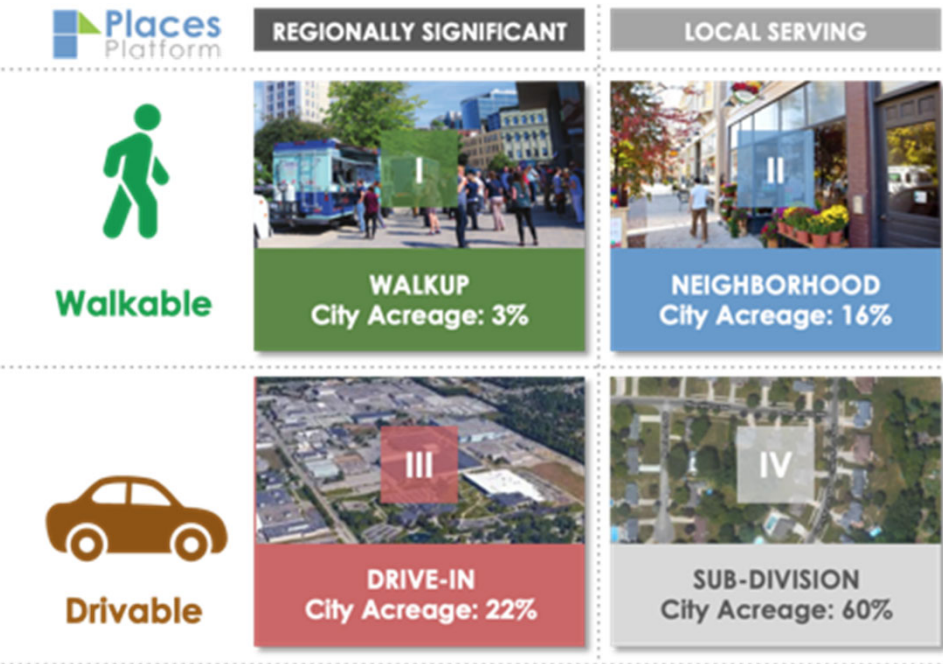 Places
Platform
REGIONALLY SIGNIFICANT
LOCAL SERVING
Walkable
I
WALKUP
City Acreage: 3%
II
NEIGHBORHOOD
City Acreage: 16%
Drivable
III
DRIVE-IN
City Acreage: 22%
IV
SUB-DIVISION
City Acreage: 60%